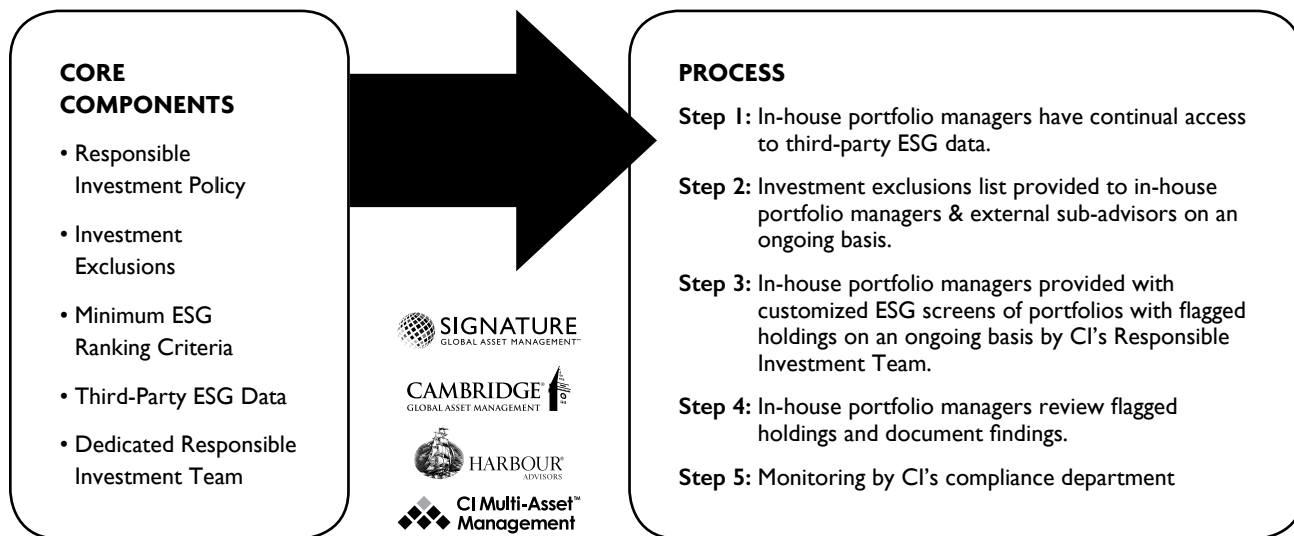 CORE
COMPONENTS
• Responsible
Investment Policy
• Investment
Exclusions
• Minimum ESG
Ranking Criteria
• Third-Party ESG Data
• Dedicated Responsible
Investment Team
SIGNATURE
GLOBAL ASSET MANAGEMENT™
CAMBRIDGE®
GLOBAL ASSET MANAGEMENT
HARBOUR®
ADVISORS
CI Multi-Asset™
Management
PROCESS
Step 1: In-house portfolio managers have continual access
to third-party ESG data.
Step 2: Investment exclusions list provided to in-house
portfolio managers & external sub-advisors on an
ongoing basis.
Step 3: In-house portfolio managers provided with
customized ESG screens of portfolios with flagged
holdings on an ongoing basis by CI’s Responsible
Investment Team.
Step 4: In-house portfolio managers review flagged
holdings and document findings.
Step 5: Monitoring by CI’s compliance department